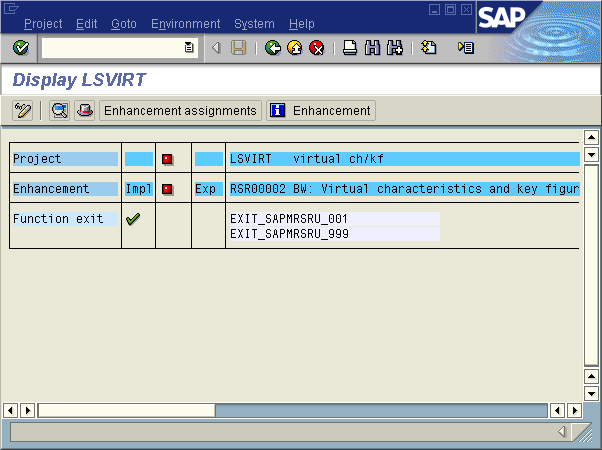 Project Edit Goto Environment System Help
SAP
Display LSVIRT
Enhancement assignments Enhancement
Project LSVIRT virtual ch/kf
Enhancement Impl Exp RSR00002 BW: Virtual characteristics and key figur
Function exit EXIT_SAPMRSRU_001
EXIT_SAPMRSRU_999